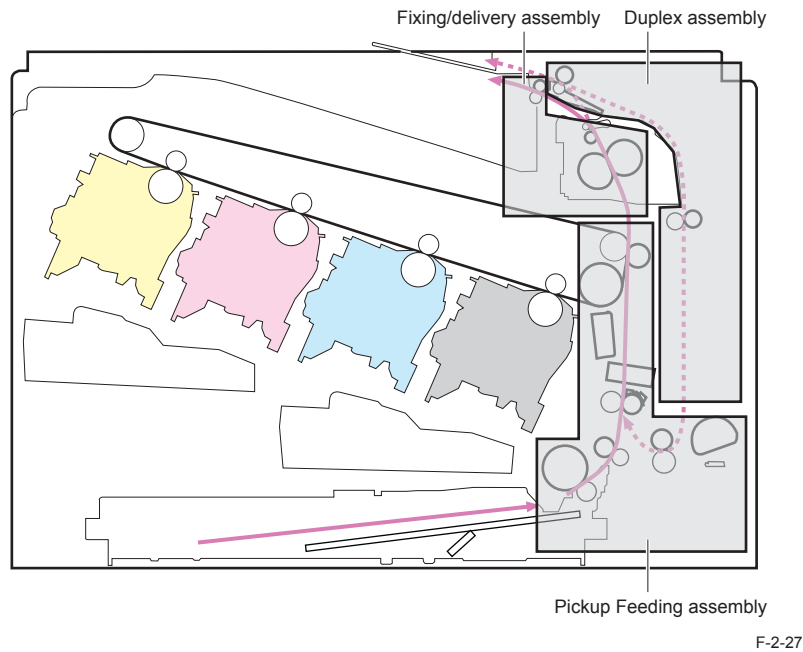 Fixing/delivery assembly
Duplex assembly
Pickup Feeding assembly
F-2-27